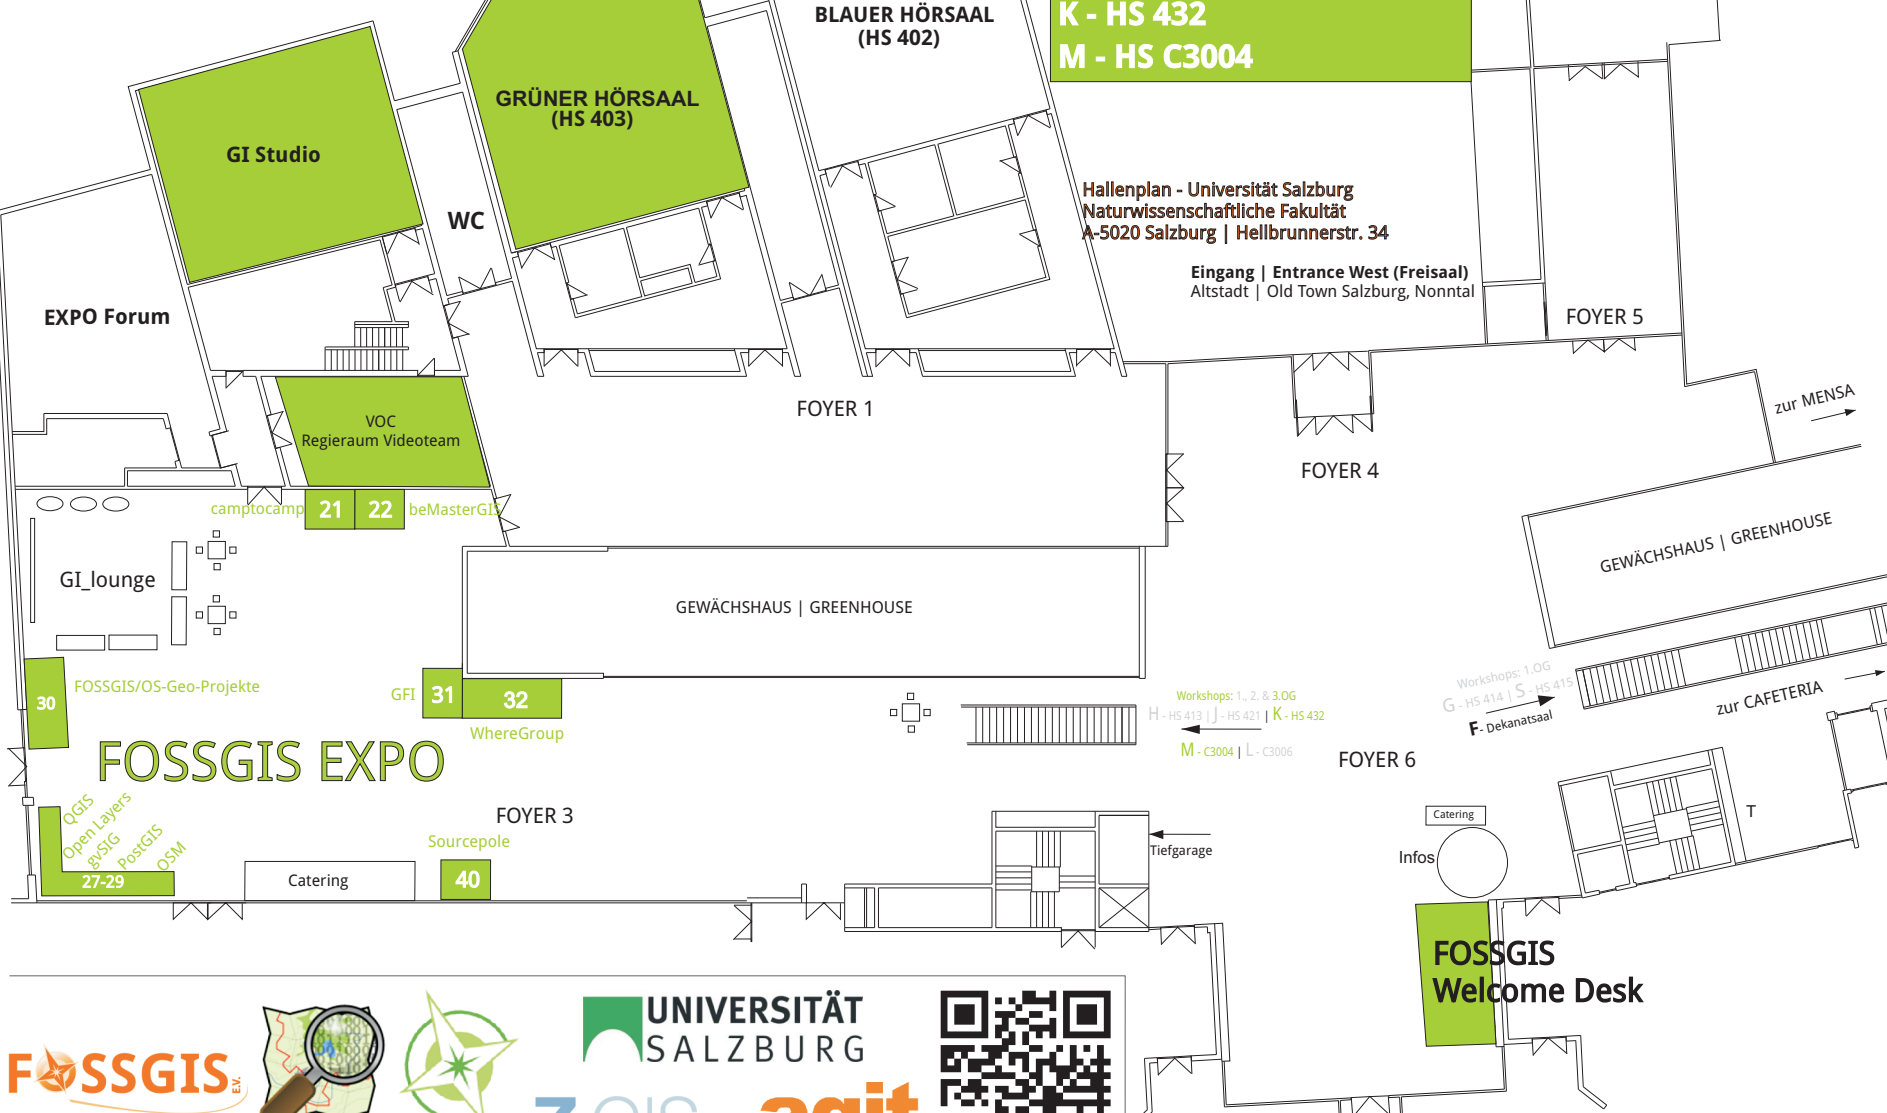 BLAUER HÖRSAAL
(HS 402)
K - HS 432
M - HS C3004
GRÜNER HÖRSAAL
(HS 403)
GI Studio
WC
Hallenplan - Universität Salzburg
Naturwissenschaftliche Fakultät
A-5020 Salzburg | Hellbrunnerstr. 34
Eingang | Entrance West (Freisaal)
Altstadt | Old Town Salzburg, Nonntal
EXPO Forum
FOYER 5
VOC
Regieraum Videoteam
FOYER 1
zur MENSA
FOYER 4
camptocamp
21
22
beMasterGIS
GEWÄCHSHAUS | GREENHOUSE
GI_lounge
GEWÄCHSHAUS | GREENHOUSE
30
FOSSGIS/OS-Geo-Projekte
GFI
31
32
WhereGroup
Workshops: 1., 2. & 3.OG
H - HS 413 | J - HS 421 | K - HS 432
M - C3004 | L - C3006
Workshops: 1.OG
G - HS 414 | S - HS 415
F - Dekanatsaal
zur CAFETERIA
FOSSGIS EXPO
FOYER 6
FOYER 3
QGIS
Open Layers
gvSIG
PostGIS
OSM
27-29
Catering
Sourcepole
40
Tiefgarage
Catering
Infos
T
FOSSGIS
Welcome Desk
FOSSGIS E.V.
UNIVERSITÄT
SALZBURG
Z_GIS
agit